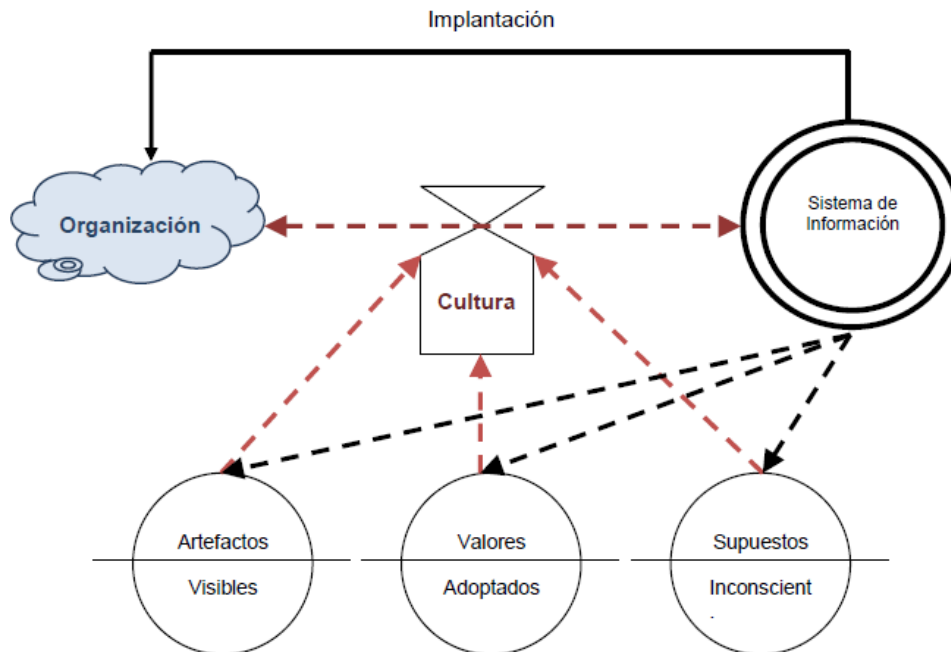 Implantación
Sistema de
Información
Organización
Cultura
Artefactos
Visibles
Valores
Adoptados
Supuestos
Inconscient
.